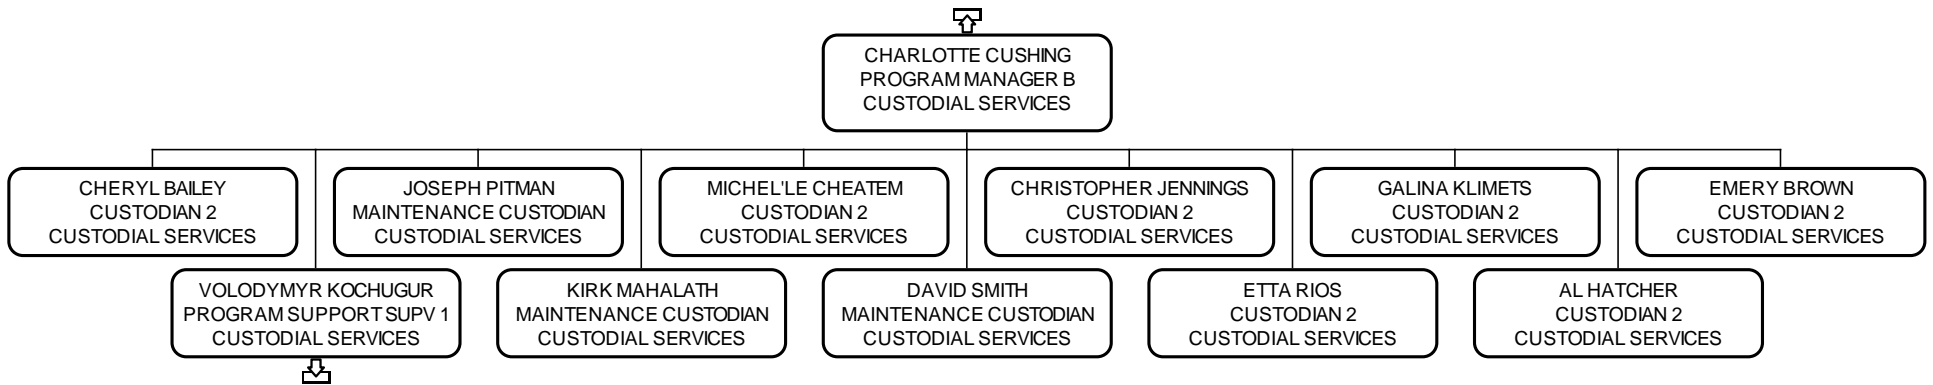 CHARLOTTE CUSHING
PROGRAM MANAGER B
CUSTODIAL SERVICES
CHERYL BAILEY
CUSTODIAN 2
CUSTODIAL SERVICES
JOSEPH PITMAN
MAINTENANCE CUSTODIAN
CUSTODIAL SERVICES
MICHEL'LE CHEATEM
CUSTODIAN 2
CUSTODIAL SERVICES
CHRISTOPHER JENNINGS
CUSTODIAN 2
CUSTODIAL SERVICES
GALINA KLIMETS
CUSTODIAN 2
CUSTODIAL SERVICES
EMERY BROWN
CUSTODIAN 2
CUSTODIAL SERVICES
VOLODYMYR KOCHUGUR
PROGRAM SUPPORT SUPV 1
CUSTODIAL SERVICES
KIRK MAHALATH
MAINTENANCE CUSTODIAN
CUSTODIAL SERVICES
DAVID SMITH
MAINTENANCE CUSTODIAN
CUSTODIAL SERVICES
ETTA RIOS
CUSTODIAN 2
CUSTODIAL SERVICES
AL HATCHER
CUSTODIAN 2
CUSTODIAL SERVICES